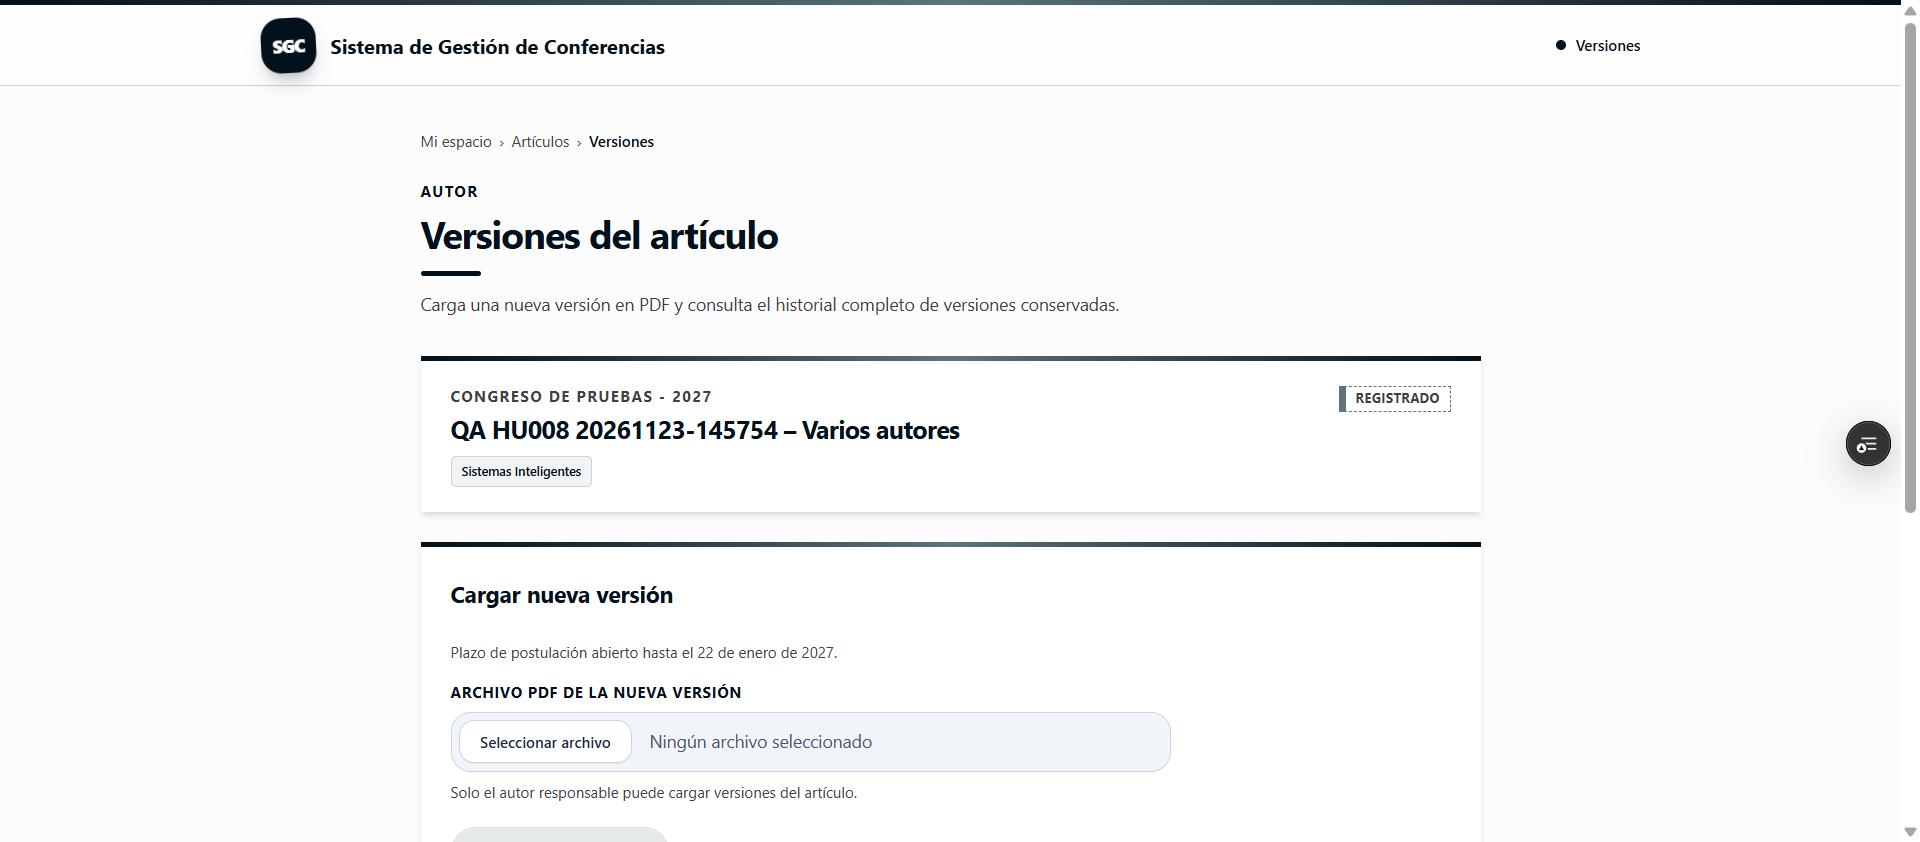 SGC Sistema de Gestión de Conferencias
Versiones
Mi espacio › Artículos › Versiones
AUTOR
Versiones del artículo
Carga una nueva versión en PDF y consulta el historial completo de versiones conservadas.
CONGRESO DE PRUEBAS - 2027
REGISTRADO
QA HU008 20261123-145754 – Varios autores
Sistemas Inteligentes
Cargar nueva versión
Plazo de postulación abierto hasta el 22 de enero de 2027.
ARCHIVO PDF DE LA NUEVA VERSIÓN
Seleccionar archivo Ningún archivo seleccionado
Solo el autor responsable puede cargar versiones del artículo.